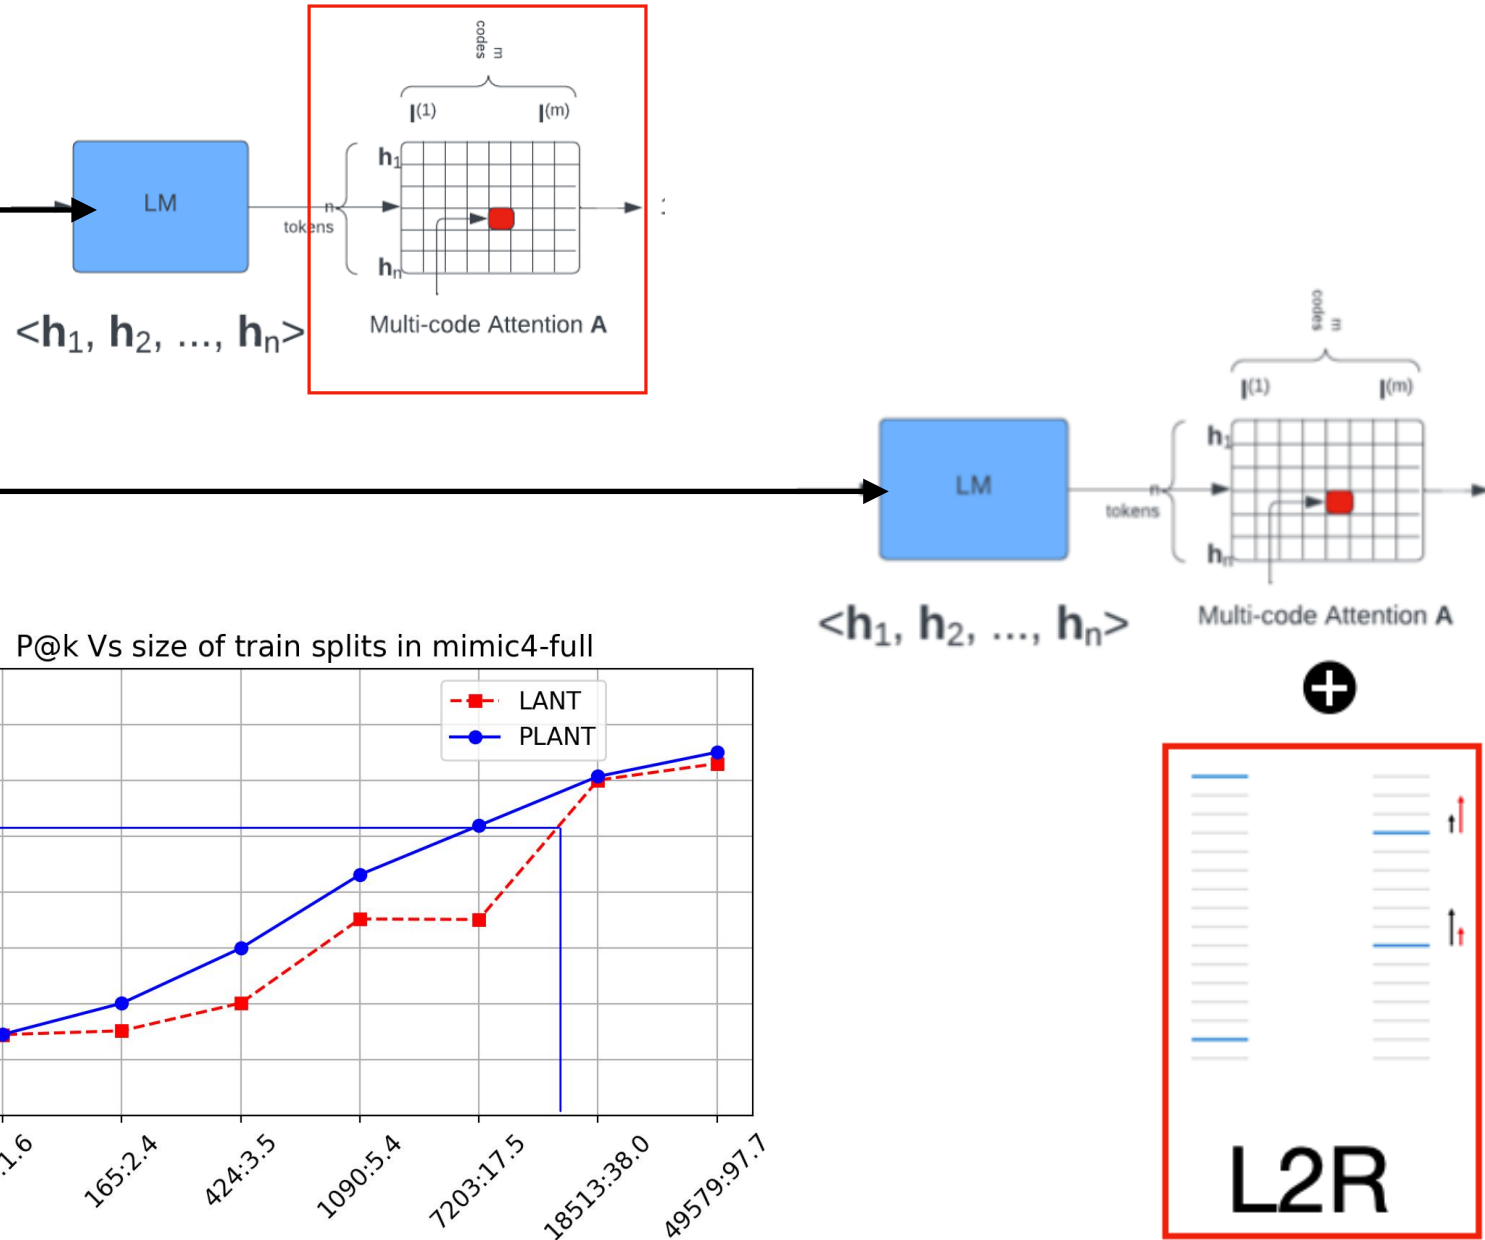 m
codes
l(1) l(m)
h1
LM
n
tokens
hn
<h1, h2, ..., hn>
Multi-code Attention A
m
codes
l(1) l(m)
h1
LM
n
tokens
hn
<h1, h2, ..., hn>
Multi-code Attention A
P@k Vs size of train splits in mimic4-full
LANT
PLANT
1.6
165:2.4
424:3.5
1090:5.4
7203:17.5
18513:38.0
49579:97.7
L2R